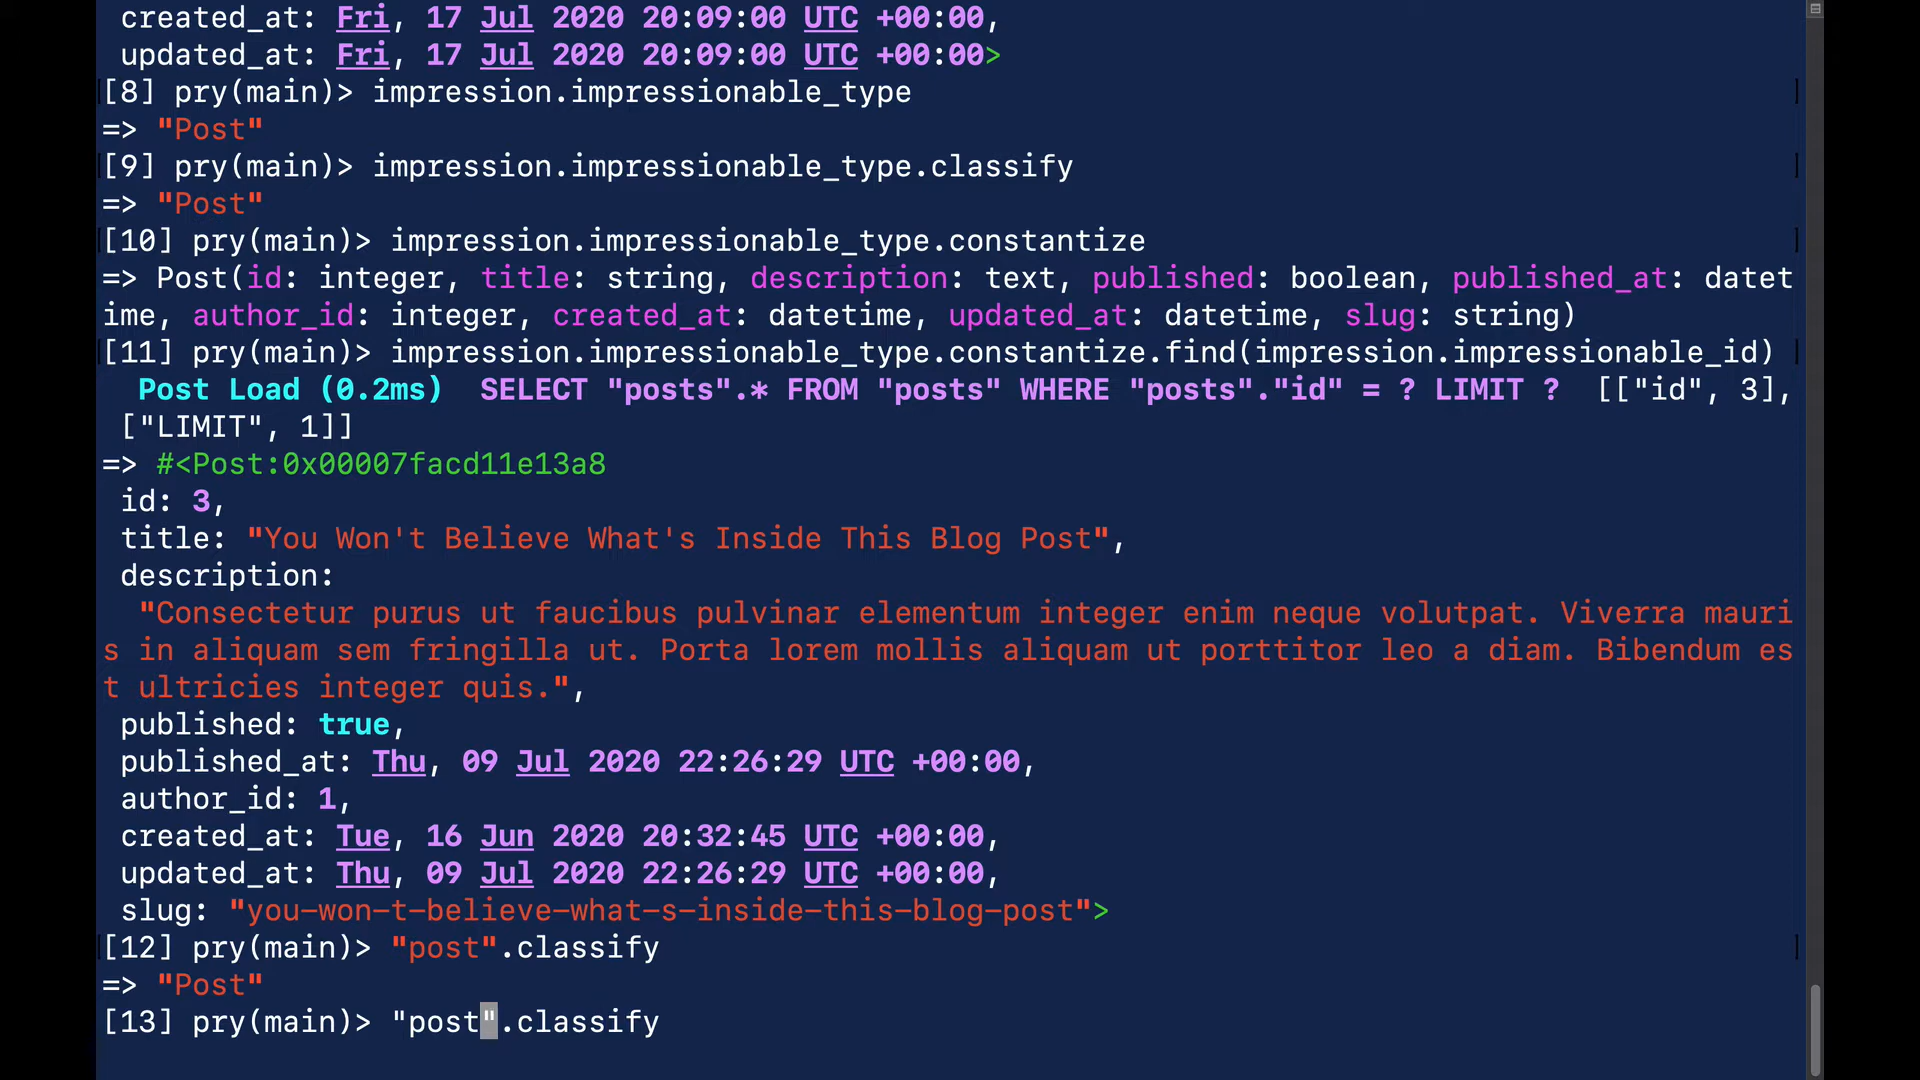 created_at: Fri, 17 Jul 2020 20:09:00 UTC +00:00,
updated_at: Fri, 17 Jul 2020 20:09:00 UTC +00:00>
[8] pry(main)> impression.impressionable_type
=> "Post"
[9] pry(main)> impression.impressionable_type.classify
=> "Post"
[10] pry(main)> impression.impressionable_type.constantize
=> Post(id: integer, title: string, description: text, published: boolean, published_at: datet
ime, author_id: integer, created_at: datetime, updated_at: datetime, slug: string)
[11] pry(main)> impression.impressionable_type.constantize.find(impression.impressionable_id)
Post Load (0.2ms)  SELECT "posts".* FROM "posts" WHERE "posts"."id" = ? LIMIT ?  [["id", 3],
["LIMIT", 1]]
=> #<Post:0x00007facd11e13a8
id: 3,
title: "You Won't Believe What's Inside This Blog Post",
description:
"Consectetur purus ut faucibus pulvinar elementum integer enim neque volutpat. Viverra mauri
s in aliquam sem fringilla ut. Porta lorem mollis aliquam ut porttitor leo a diam. Bibendum es
t ultricies integer quis.",
published: true,
published_at: Thu, 09 Jul 2020 22:26:29 UTC +00:00,
author_id: 1,
created_at: Tue, 16 Jun 2020 20:32:45 UTC +00:00,
updated_at: Thu, 09 Jul 2020 22:26:29 UTC +00:00,
slug: "you-won-t-believe-what-s-inside-this-blog-post">
[12] pry(main)> "post".classify
=> "Post"
[13] pry(main)> "post".classify